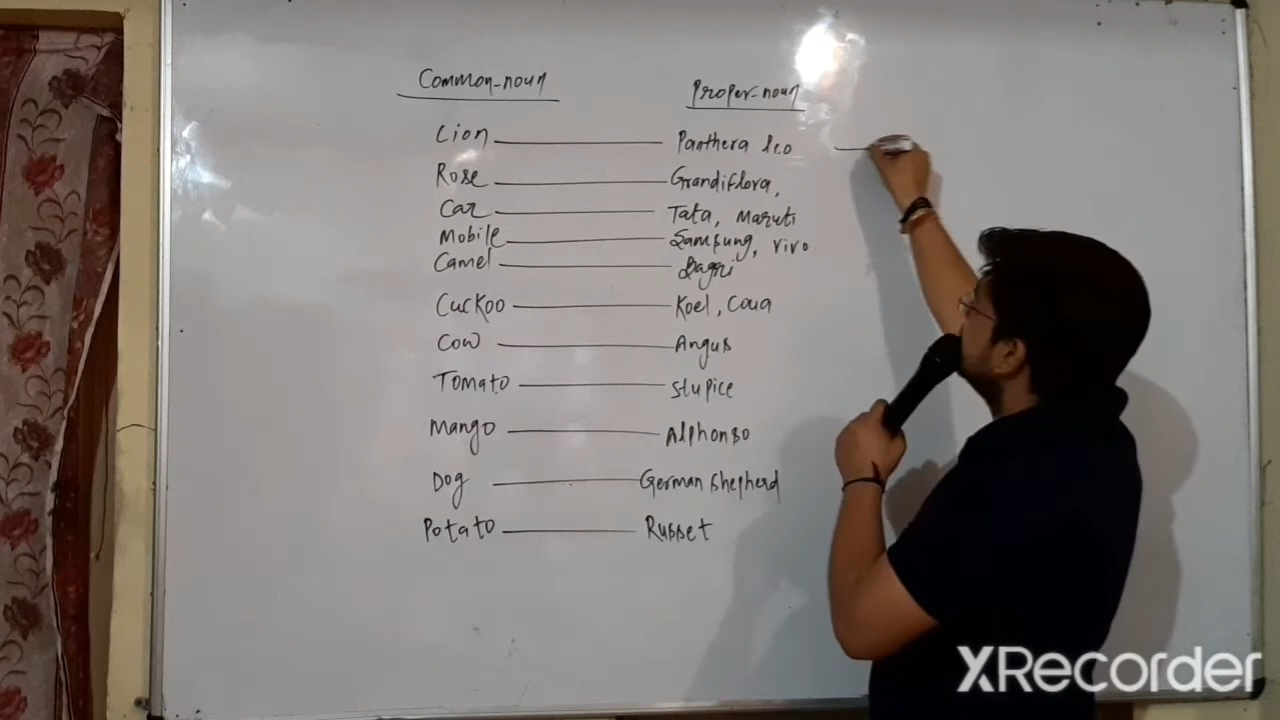 Common-noun Proper-noun
Lion Panthera leo
Rose Grandiflora,
Car Tata, Maruti
Mobile Samsung, vivo
Camel Bagri
Cuckoo Koel, Coua
Cow Angus
Tomato Stupice
Mango Alphonso
Dog German shepherd
Potato Russet
XRecorder